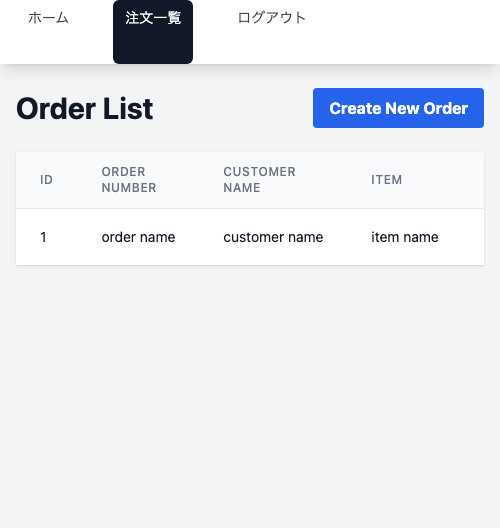 ホーム 注文一覧 ログアウト
Order List Create New Order
ID ORDER NUMBER CUSTOMER NAME ITEM
1 order name customer name item name